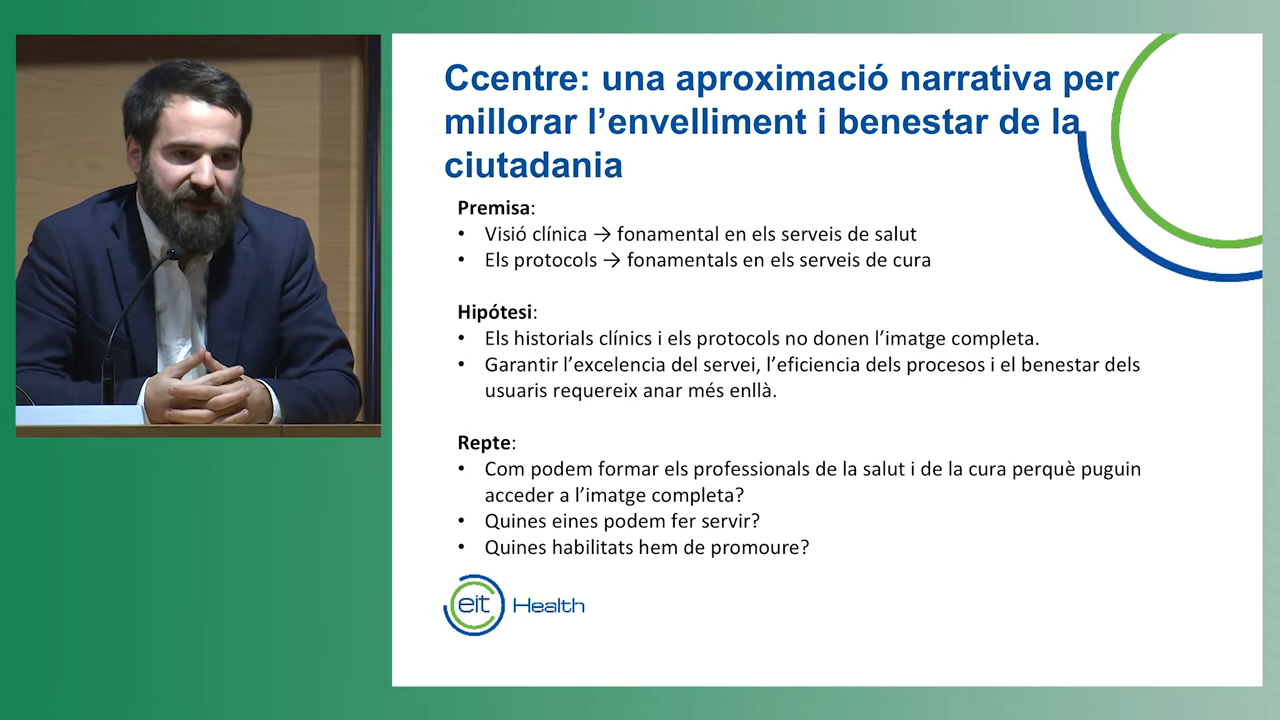 Ccentre: una aproximació narrativa per
millorar l’envelliment i benestar de la
ciutadania
Premisa:
• Visió clínica → fonamental en els serveis de salut
• Els protocols → fonamentals en els serveis de cura
Hipótesi:
• Els historials clínics i els protocols no donen l’imatge completa.
• Garantir l’excelencia del servei, l’eficiencia dels procesos i el benestar dels
usuaris requereix anar més enllà.
Repte:
• Com podem formar els professionals de la salut i de la cura perquè puguin
acceder a l’imatge completa?
• Quines eines podem fer servir?
• Quines habilitats hem de promoure?
eit Health